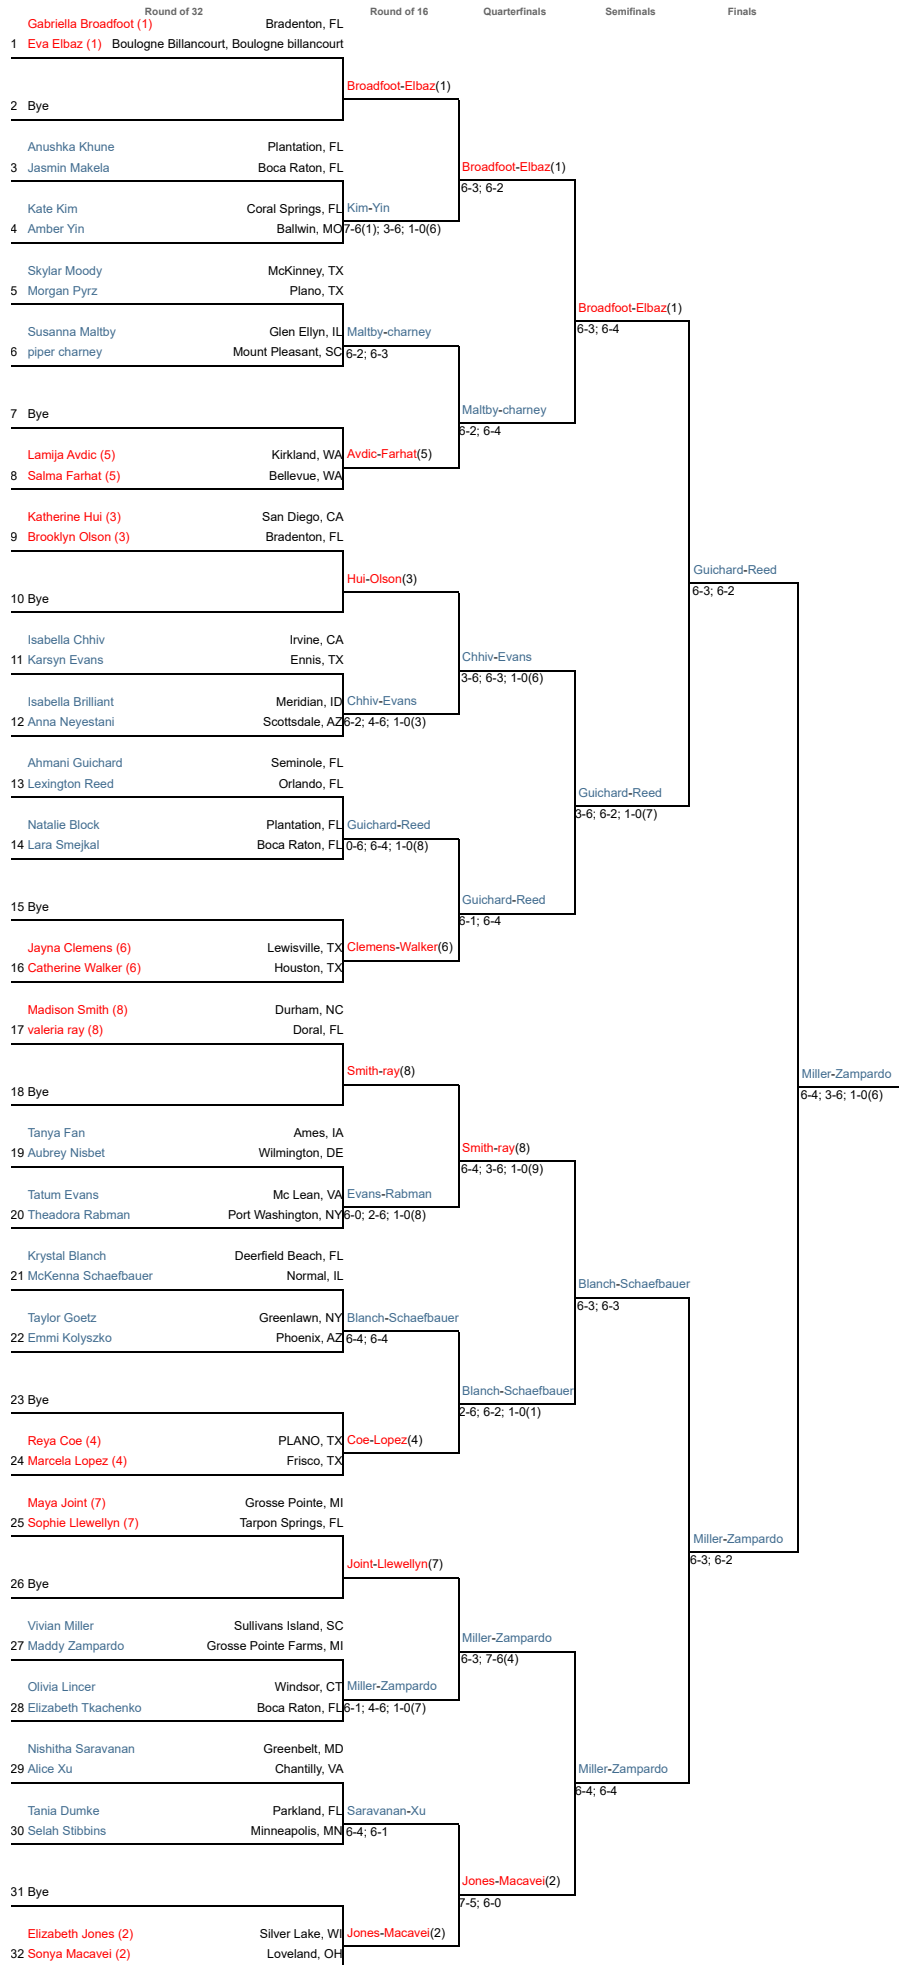 Round of 32 Round of 16 Quarterfinals Semifinals Finals
Gabriella Broadfoot (1) Bradenton, FL
1 Eva Elbaz (1) Boulogne Billancourt, Boulogne billancourt
Broadfoot-Elbaz(1)
2 Bye
Anushka Khune Plantation, FL
3 Jasmin Makela Boca Raton, FL
Broadfoot-Elbaz(1)
6-3; 6-2
Kate Kim Coral Springs, FL Kim-Yin
4 Amber Yin Ballwin, MO 7-6(1); 3-6; 1-0(6)
Skylar Moody McKinney, TX
5 Morgan Pyrz Plano, TX
Broadfoot-Elbaz(1)
6-3; 6-4
Susanna Maltby Glen Ellyn, IL Maltby-charney
6 piper charney Mount Pleasant, SC 6-2; 6-3
7 Bye
Maltby-charney
6-2; 6-4
Lamija Avdic (5) Kirkland, WA Avdic-Farhat(5)
8 Salma Farhat (5) Bellevue, WA
Katherine Hui (3) San Diego, CA
9 Brooklyn Olson (3) Bradenton, FL
Guichard-Reed
6-3; 6-2
Hui-Olson(3)
10 Bye
Isabella Chhiv Irvine, CA
11 Karsyn Evans Ennis, TX
Chhiv-Evans
3-6; 6-3; 1-0(6)
Isabella Brilliant Meridian, ID Chhiv-Evans
12 Anna Neyestani Scottsdale, AZ 6-2; 4-6; 1-0(3)
Ahmani Guichard Seminole, FL
13 Lexington Reed Orlando, FL
Guichard-Reed
3-6; 6-2; 1-0(7)
Natalie Block Plantation, FL Guichard-Reed
14 Lara Smejkal Boca Raton, FL 0-6; 6-4; 1-0(8)
15 Bye
Guichard-Reed
6-1; 6-4
Jayna Clemens (6) Lewisville, TX Clemens-Walker(6)
16 Catherine Walker (6) Houston, TX
Madison Smith (8) Durham, NC
17 valeria ray (8) Doral, FL
Smith-ray(8)
Miller-Zampardo
6-4; 3-6; 1-0(6)
18 Bye
Tanya Fan Ames, IA
19 Aubrey Nisbet Wilmington, DE
Smith-ray(8)
6-4; 3-6; 1-0(9)
Tatum Evans Mc Lean, VA Evans-Rabman
20 Theadora Rabman Port Washington, NY 6-0; 2-6; 1-0(8)
Krystal Blanch Deerfield Beach, FL
21 McKenna Schaefbauer Normal, IL
Blanch-Schaefbauer
6-3; 6-3
Taylor Goetz Greenlawn, NY Blanch-Schaefbauer
22 Emmi Kolyszko Phoenix, AZ 6-4; 6-4
23 Bye
Blanch-Schaefbauer
2-6; 6-2; 1-0(1)
Reya Coe (4) PLANO, TX Coe-Lopez(4)
24 Marcela Lopez (4) Frisco, TX
Maya Joint (7) Grosse Pointe, MI
25 Sophie Llewellyn (7) Tarpon Springs, FL
Miller-Zampardo
6-3; 6-2
Joint-Llewellyn(7)
26 Bye
Vivian Miller Sullivans Island, SC
27 Maddy Zampardo Grosse Pointe Farms, MI
Miller-Zampardo
6-3; 7-6(4)
Olivia Lincer Windsor, CT Miller-Zampardo
28 Elizabeth Tkachenko Boca Raton, FL 6-1; 4-6; 1-0(7)
Nishitha Saravanan Greenbelt, MD
29 Alice Xu Chantilly, VA
Miller-Zampardo
6-4; 6-4
Tania Dumke Parkland, FL Saravanan-Xu
30 Selah Stibbins Minneapolis, MN 6-4; 6-1
31 Bye
Jones-Macavei(2)
7-5; 6-0
Elizabeth Jones (2) Silver Lake, WI Jones-Macavei(2)
32 Sonya Macavei (2) Loveland, OH